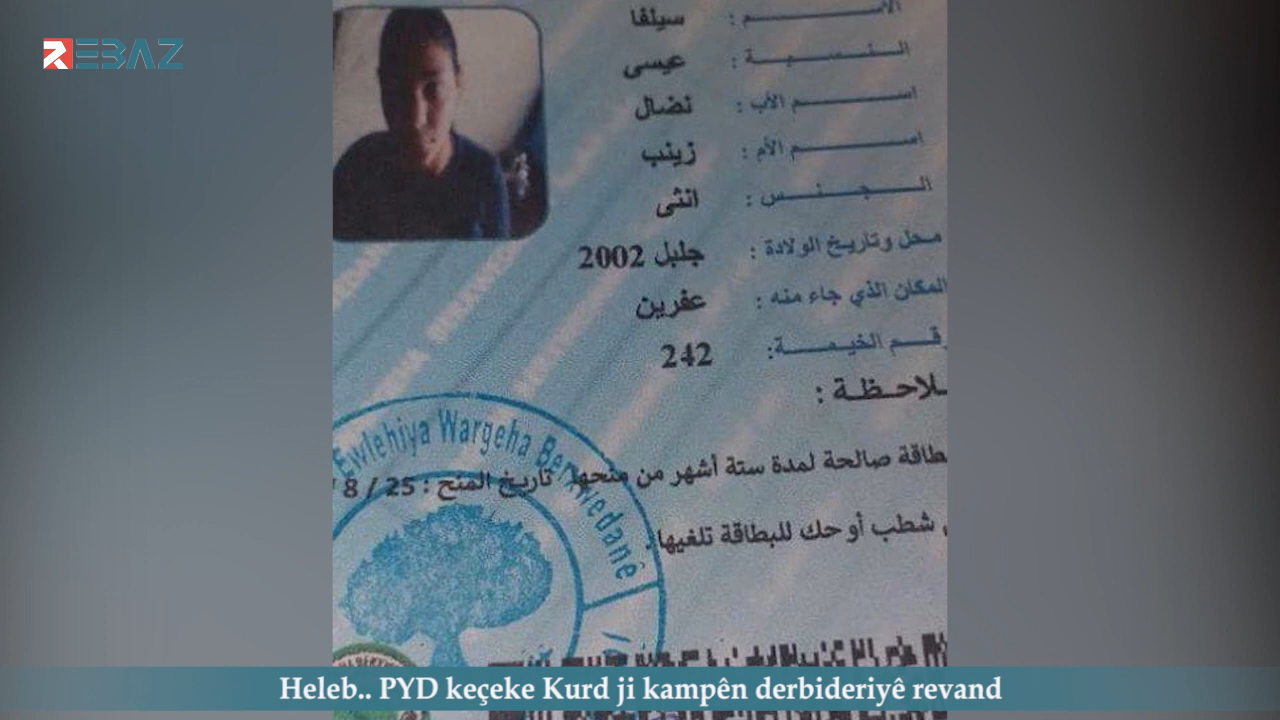 REBAZ
الاسم : سيلفا
النسبة : عيسى
اسم الأب : نضال
اسم الأم : زينب
الجنس : انثى
محل وتاريخ الولادة : جلبل 2002
المكان الذي جاء منه : عفرين
رقم الخيمة : 242
ملاحظة :
بطاقة صالحة لمدة ستة أشهر من منحها تاريخ المنح : 25 / 8 /
شطب أو حك للبطاقة تلغيها .
Ewlehiya Wargeha Berxwedanê
Heleb.. PYD keçeke Kurd ji kampên derbideriyê revand